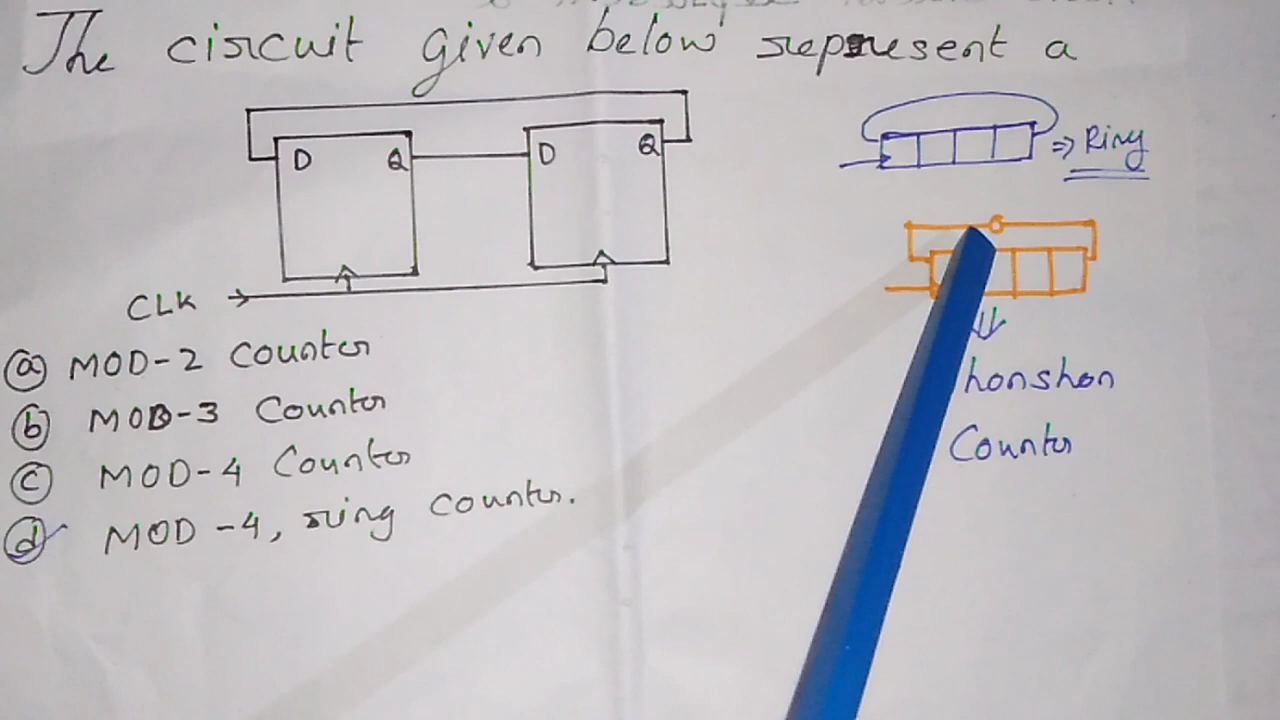 The circuit given below represent a
D Q D Q
CLK
⇒ Ring
honshon
Counter
(a) MOD-2 Counter
(b) MOD-3 Counter
(c) MOD-4 Counter
(d) MOD-4, ring counter.